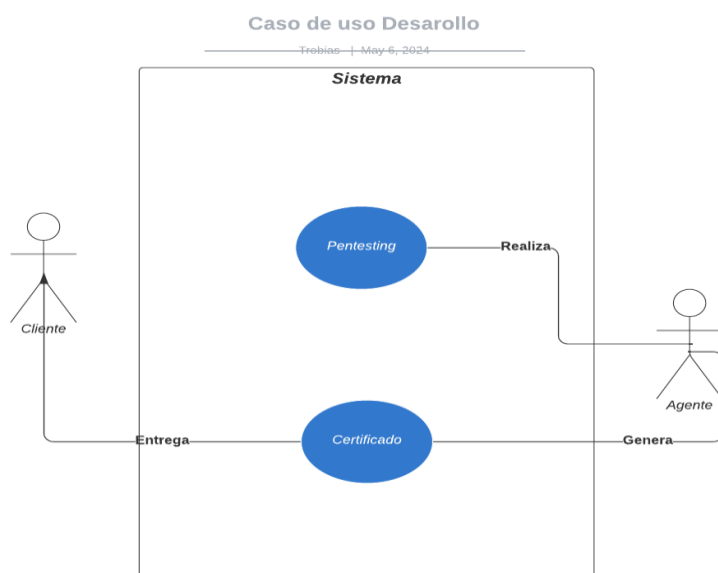 Caso de uso Desarollo
Trebias | May 6, 2024
Sistema
Pentesting
Realiza
Cliente
Agente
Entrega
Certificado
Genera